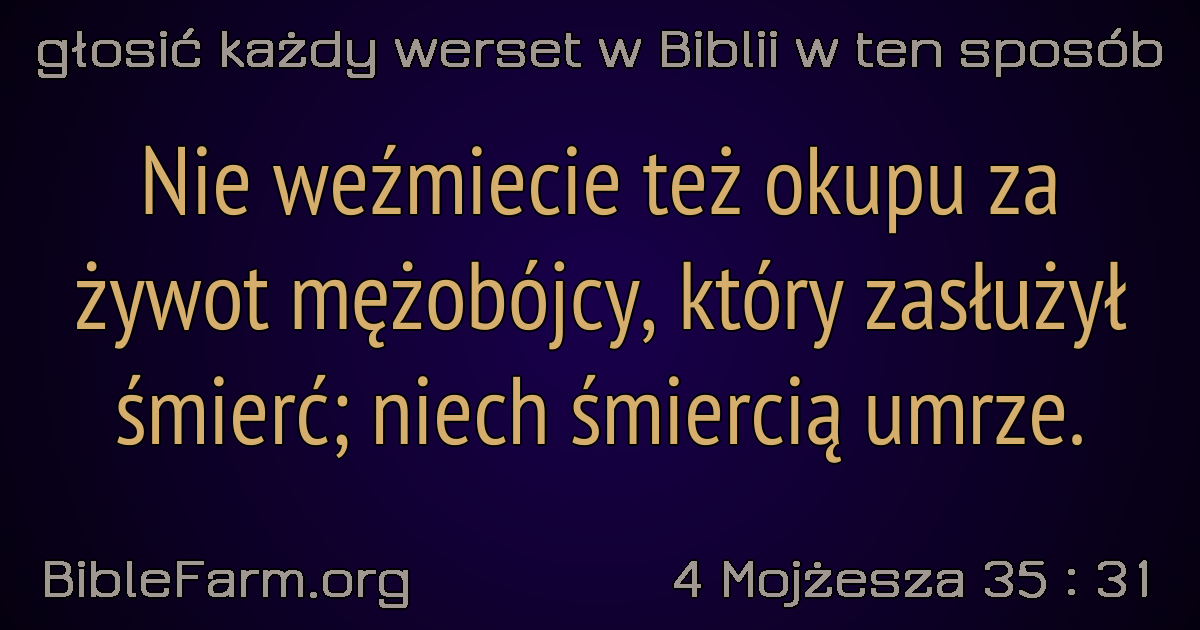 głosić każdy werset w Biblii w ten sposób
Nie weźmiecie też okupu za
żywot mężobójcy, który zasłużył
śmierć; niech śmiercią umrze.
BibleFarm.org
4 Mojżesza 35 : 31